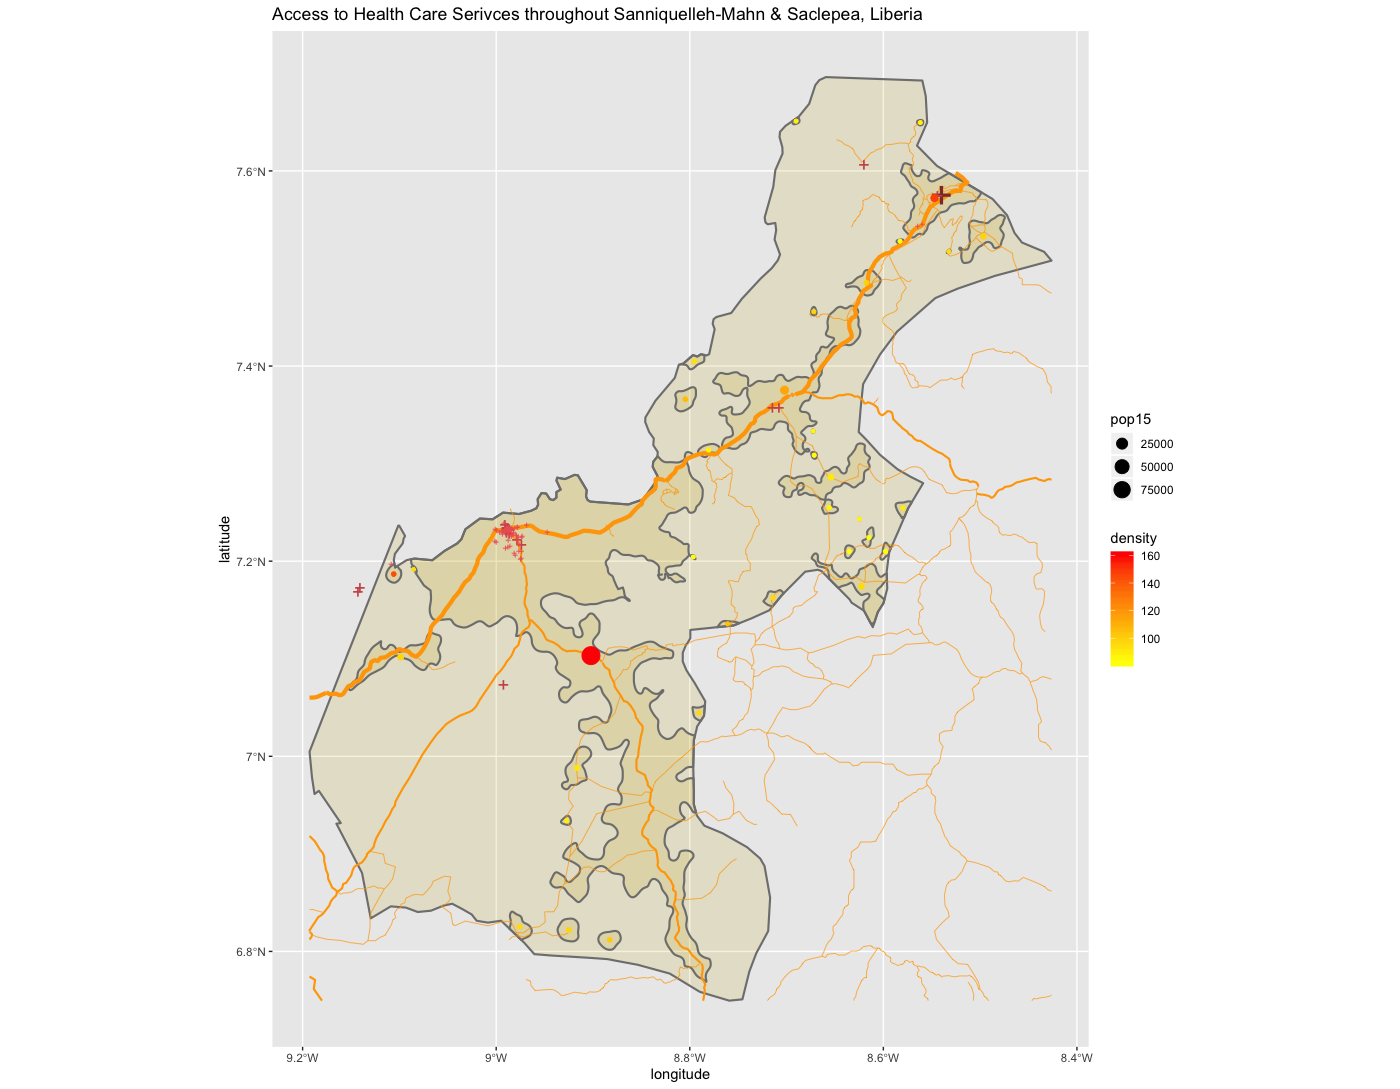 Access to Health Care Serivces throughout Sanniquelleh-Mahn & Saclepea, Liberia
7.6°N
7.4°N
7.2°N
7°N
6.8°N
latitude
9.2°W
9°W
8.8°W
8.6°W
8.4°W
longitude
pop15
25000
50000
75000
density
160
140
120
100